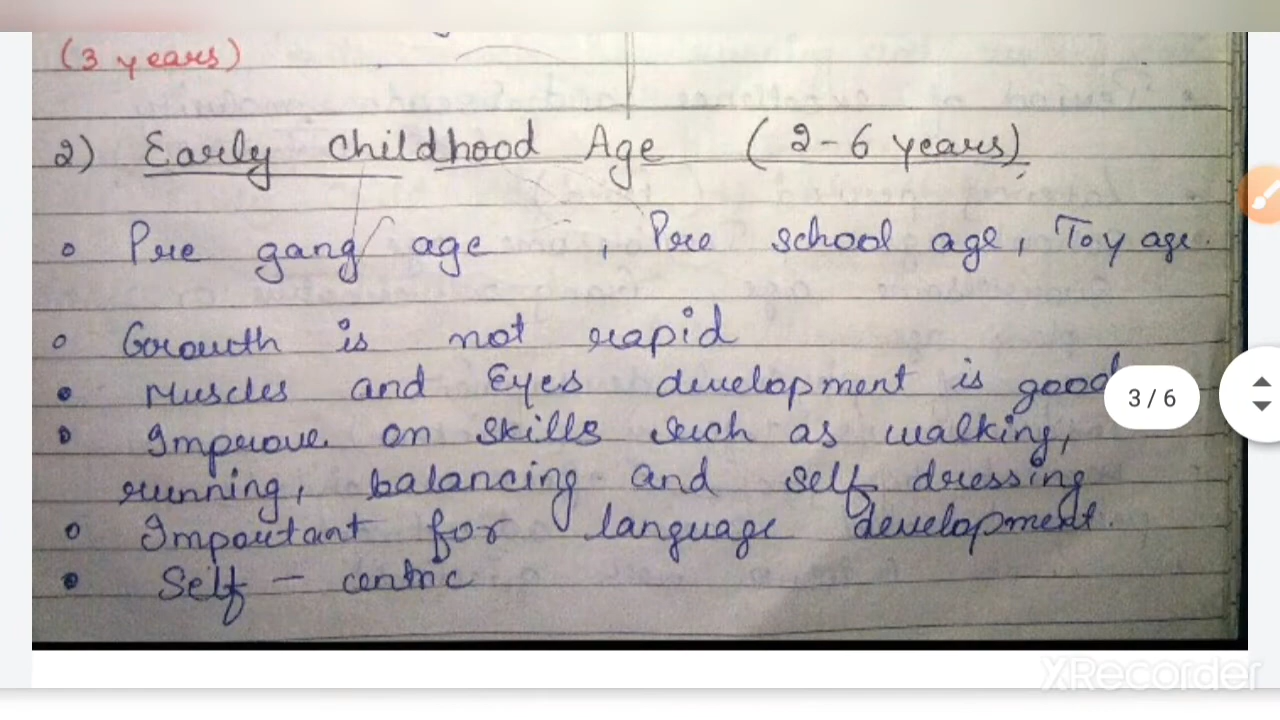 (3 years)
2) Early childhood Age (2-6 years)
• Pre gang age, Pre school age, Toy age.
• Growth is not rapid
• Muscles and Eyes development is good
3 / 6
• Improve on skills such as walking,
running, balancing and self dressing
• Important for language development.
• Self - centric
XRecorder